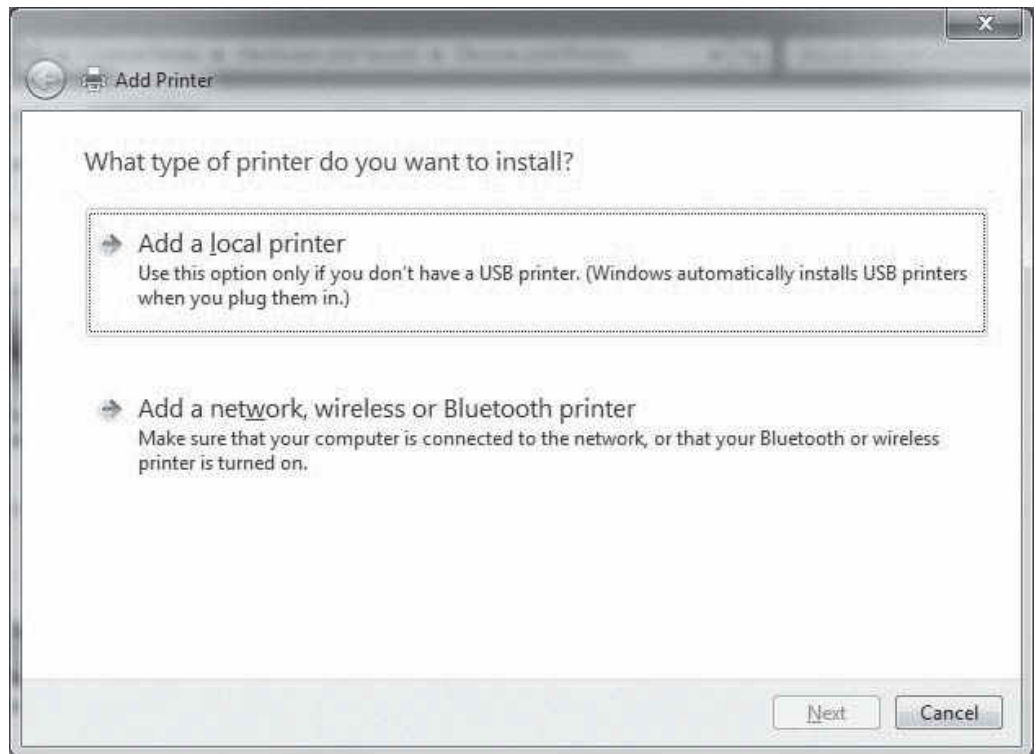 Add Printer
What type of printer do you want to install?
Add a local printer
Use this option only if you don't have a USB printer. (Windows automatically installs USB printers
when you plug them in.)
Add a network, wireless or Bluetooth printer
Make sure that your computer is connected to the network, or that your Bluetooth or wireless
printer is turned on.
Next
Cancel